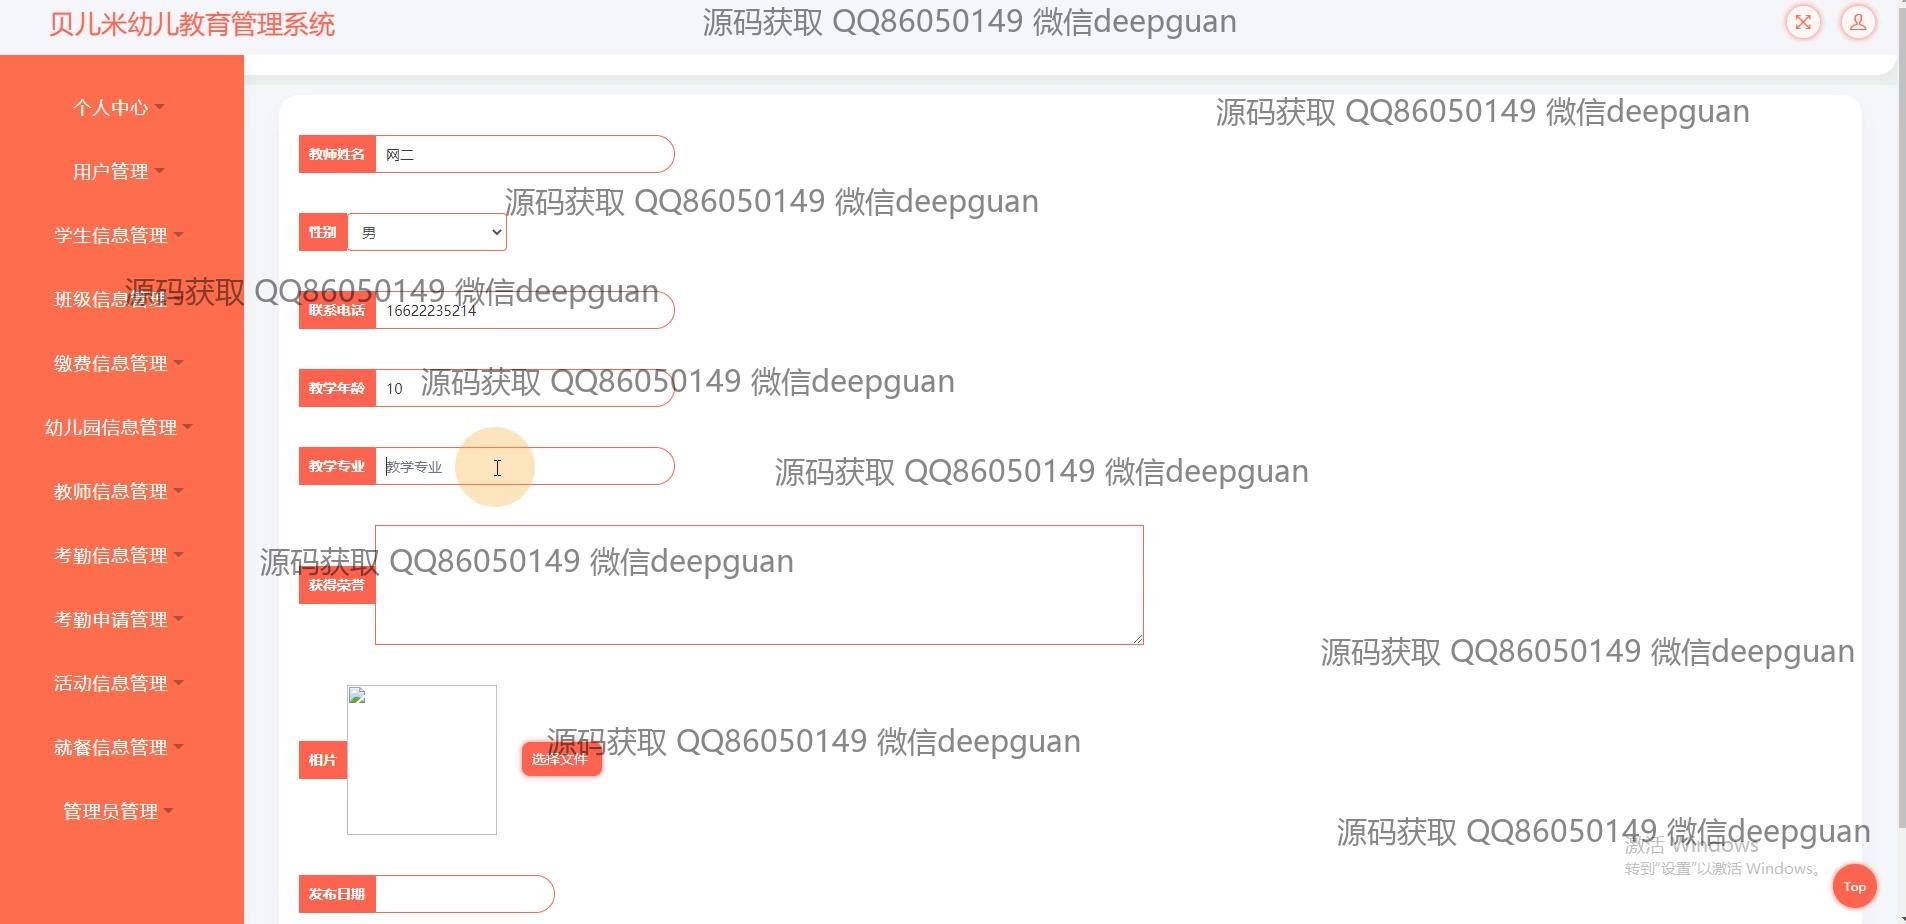 贝儿米幼儿教育管理系统
源码获取 QQ86050149 微信deepguan
个人中心
用户管理
学生信息管理
班级信息管理
缴费信息管理
幼儿园信息管理
教师信息管理
考勤信息管理
考勤申请管理
活动信息管理
就餐信息管理
管理员管理
源码获取 QQ86050149 微信deepguan
教师姓名 网二
源码获取 QQ86050149 微信deepguan
性别 男
源码获取 QQ86050149 微信deepguan
联系电话 16622235214
源码获取 QQ86050149 微信deepguan
教学年龄 10
教学专业 教学专业
源码获取 QQ86050149 微信deepguan
源码获取 QQ86050149 微信deepguan
获得荣誉
源码获取 QQ86050149 微信deepguan
源码获取 QQ86050149 微信deepguan
相片 选择文件
源码获取 QQ86050149 微信deepguan
激活 Windows
转到“设置”以激活 Windows。
发布日期
Top